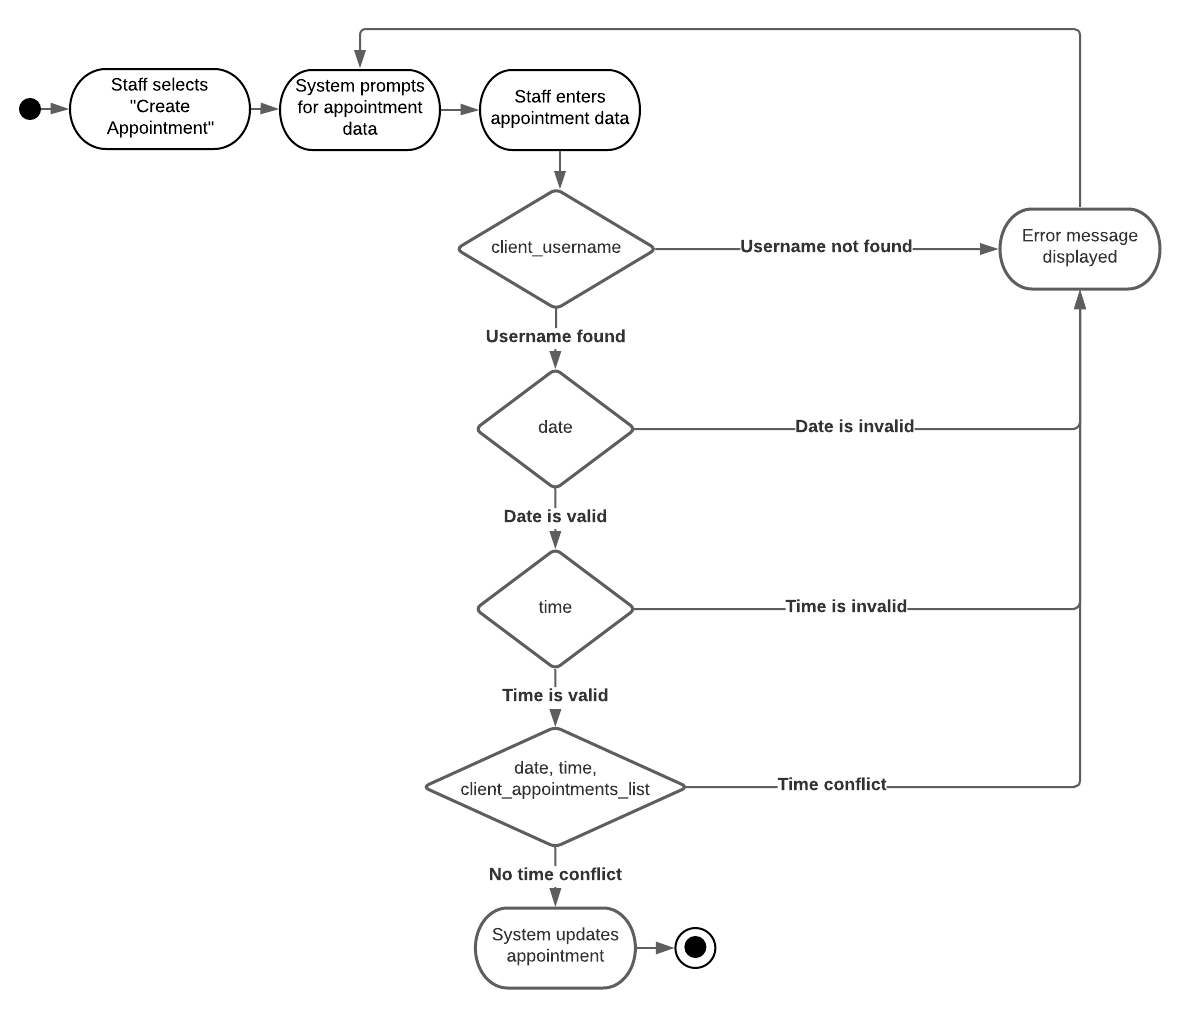 Staff selects
"Create
Appointment"
System prompts
for appointment
data
Staff enters
appointment data
client_username
Username not found
Error message
displayed
Username found
date
Date is invalid
Date is valid
time
Time is invalid
Time is valid
date, time,
client_appointments_list
Time conflict
No time conflict
System updates
appointment